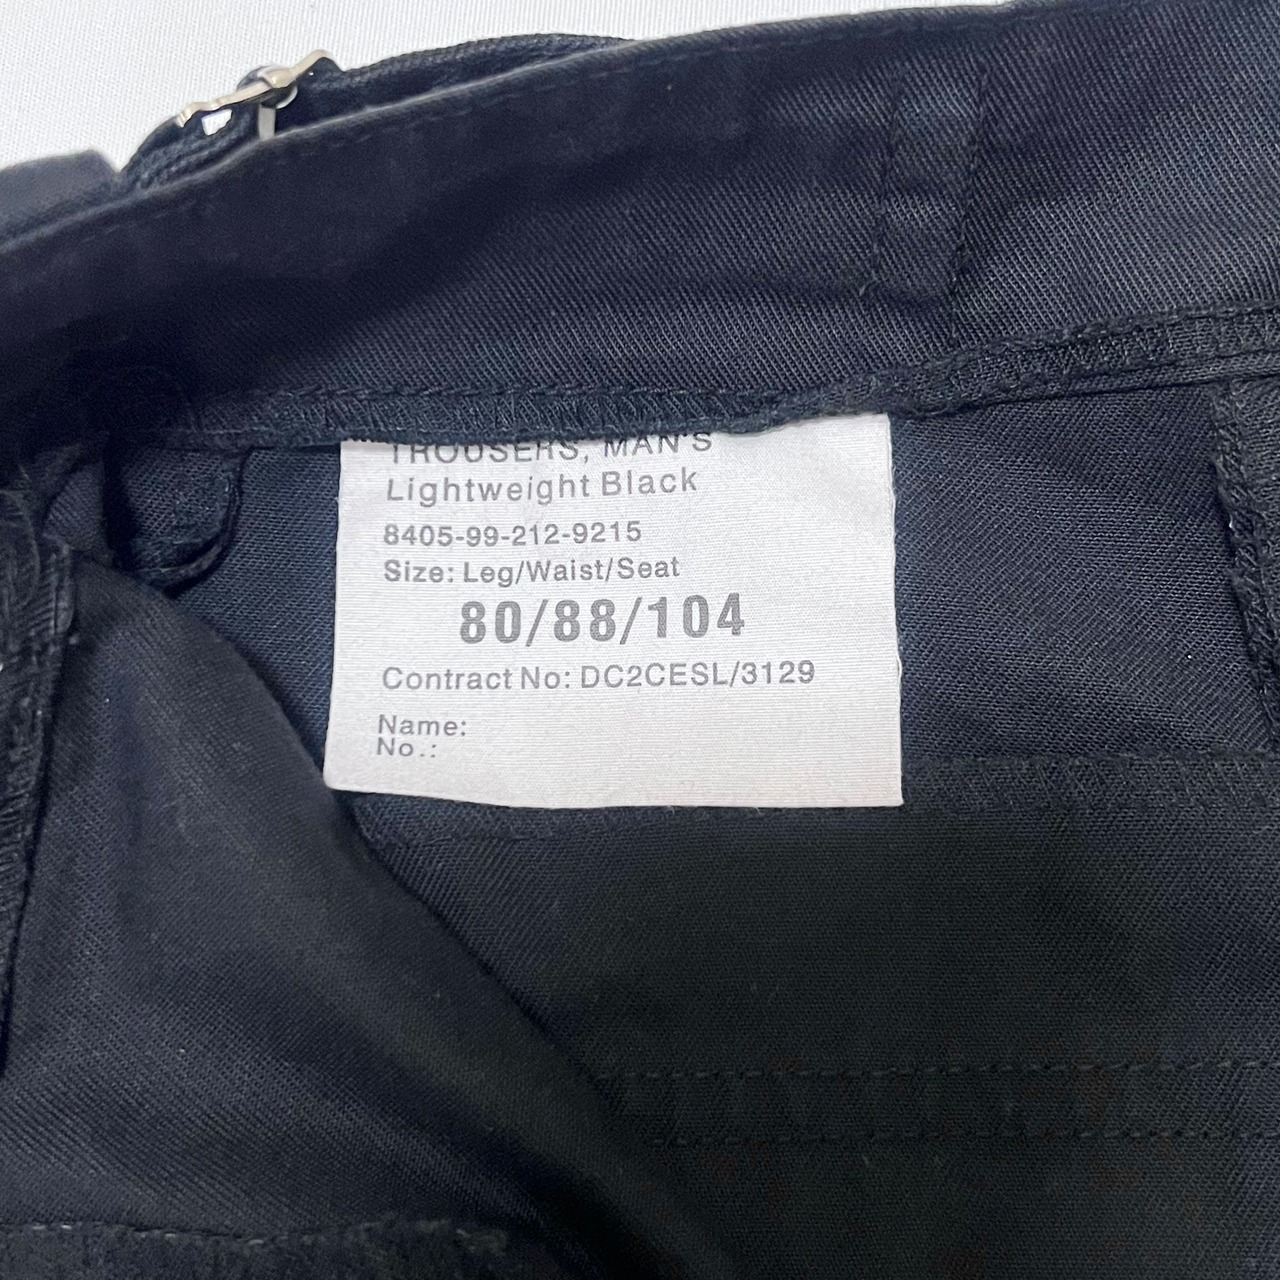 TROUSERS, MAN'S
Lightweight Black
8405-99-212-9215
Size: Leg/Waist/Seat
80/88/104
Contract No: DC2CESL/3129
Name:
No.: